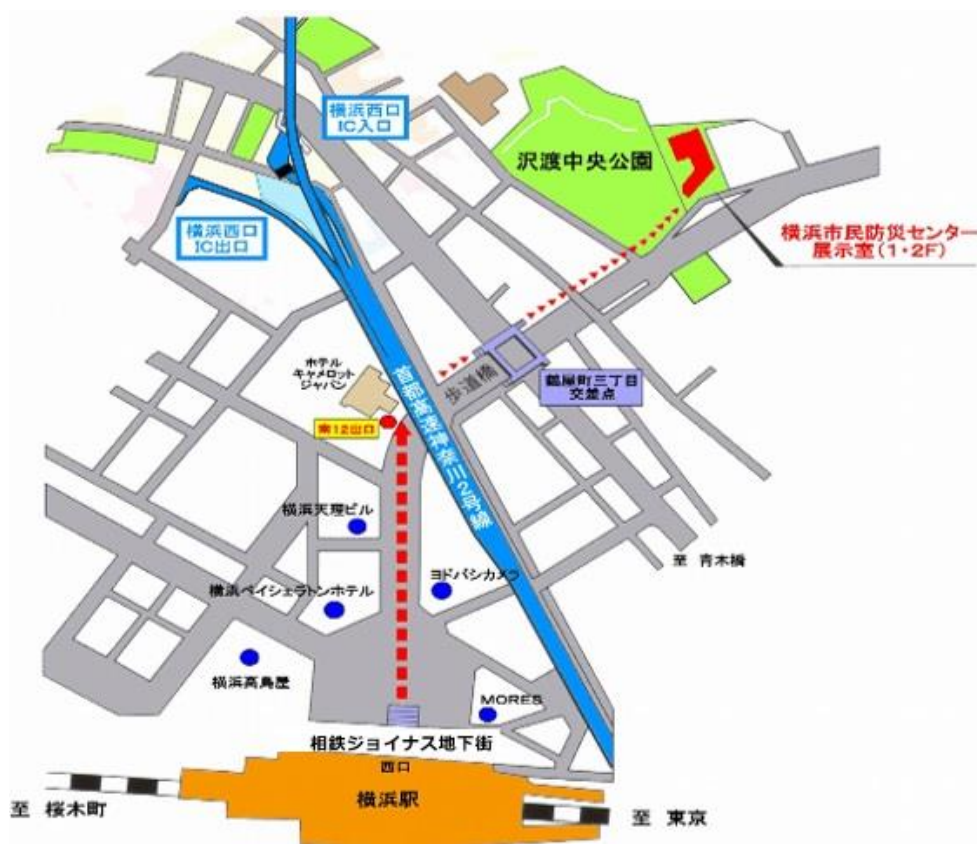 横浜西口
IC入口
沢渡中央公園
横浜西口
IC出口
横浜市民防災センター
展示室(1・2F)
ホテル
キャメロット
ジャパン
歩道橋
鶴屋町三丁目
交差点
南12出口
首都高速神奈川2号線
横浜天理ビル
至 青木橋
ヨドバシカメラ
横浜ベイシェラトンホテル
横浜高島屋
MORES
相鉄ジョイナス地下街
西口
横浜駅
至 桜木町
至 東京